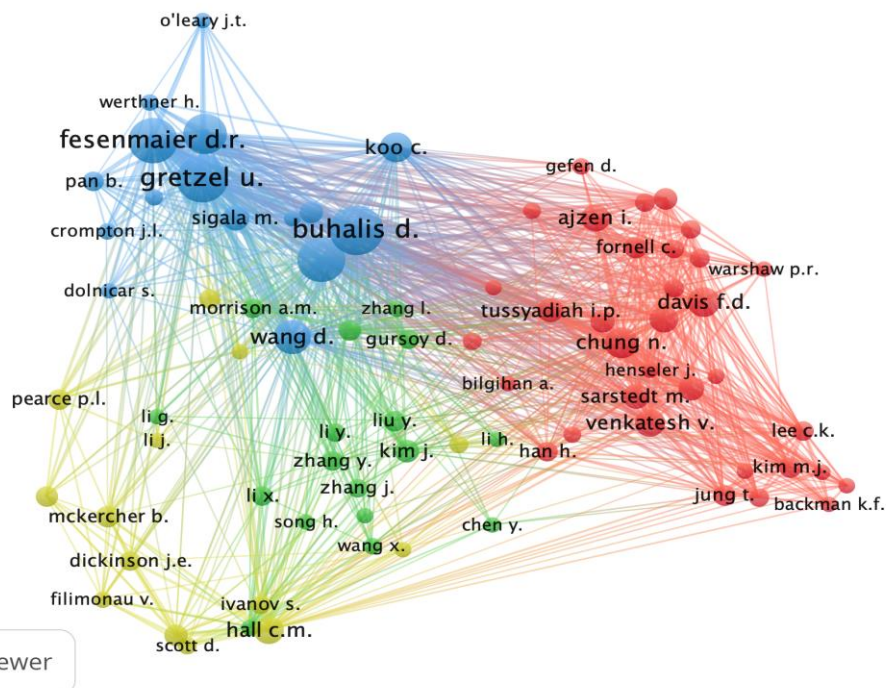 o'leary j.t.
werthner h.
fesenmaier d.r.
koo c.
gefen d.
pan b.
gretzel u.
sigala m.
ajzen i.
crompton j.l.
buhalis d.
fornell c.
warshaw p.r.
dolnicar s.
morrison a.m.
zhang l.
tussyadiah i.p.
davis f.d.
wang d.
gursoy d.
chung n.
henseler j.
bilgihan a.
sarstedt m.
pearce p.l.
li g.
liu y.
venkatesh v.
li y.
li h.
lee c.k.
li j.
kim j.
han h.
zhang y.
kim m.j.
zhang j.
li x.
jung t.
backman k.f.
mckercher b.
song h.
chen y.
wang x.
dickinson j.e.
filimonau v.
ivanov s.
hall c.m.
scott d.
ewer